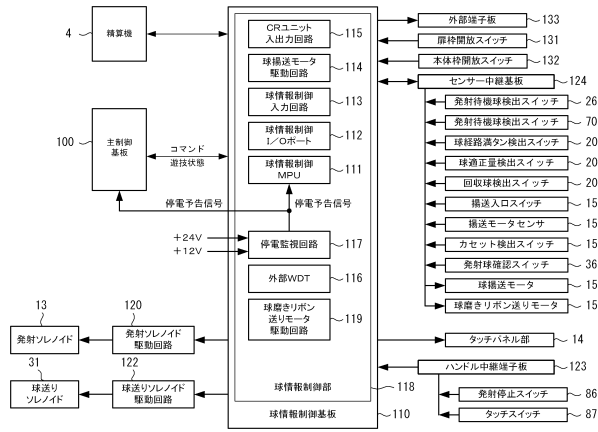 4
精算機
100
主制御
基板
コマンド
遊技状態
停電予告信号
停電予告信号
+24V
+12V
CRユニット
入出力回路
115
球揚送モータ
駆動回路
114
球情報制御
入力回路
113
球情報制御
I/Oポート
112
球情報制御
MPU
111
停電監視回路
117
外部WDT
116
球磨きリボン
送りモータ
駆動回路
119
球情報制御部
118
球情報制御基板
110
13
発射ソレノイド
120
発射ソレノイド
駆動回路
31
球送り
ソレノイド
122
球送りソレノイド
駆動回路
外部端子板
133
扉枠開放スイッチ
131
本体枠開放スイッチ
132
センサー中継基板
124
発射待機球検出スイッチ
26
発射待機球検出スイッチ
70
球経路満タン検出スイッチ
20
球適正量検出スイッチ
20
回収球検出スイッチ
20
揚送入口スイッチ
15
揚送モータセンサ
15
カセット検出スイッチ
15
発射球確認スイッチ
36
球揚送モータ
15
球磨きリボン送りモータ
15
タッチパネル部
14
ハンドル中継端子板
123
発射停止スイッチ
86
タッチスイッチ
87